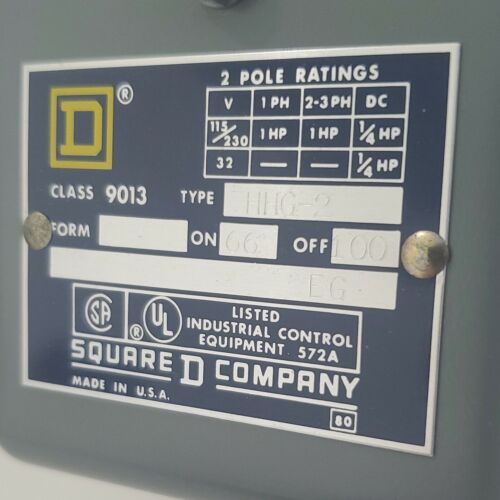 D ®
2 POLE RATINGS
V 1 PH 2-3 PH DC
115/230 1 HP 1 HP 1/4 HP
32 — — 1/4 HP
CLASS 9013 TYPE HHG-2
FORM ON OFF 100
EG
SA ® UL LISTED
INDUSTRIAL CONTROL
EQUIPMENT 572A
SQUARE D COMPANY
MADE IN U.S.A.
80